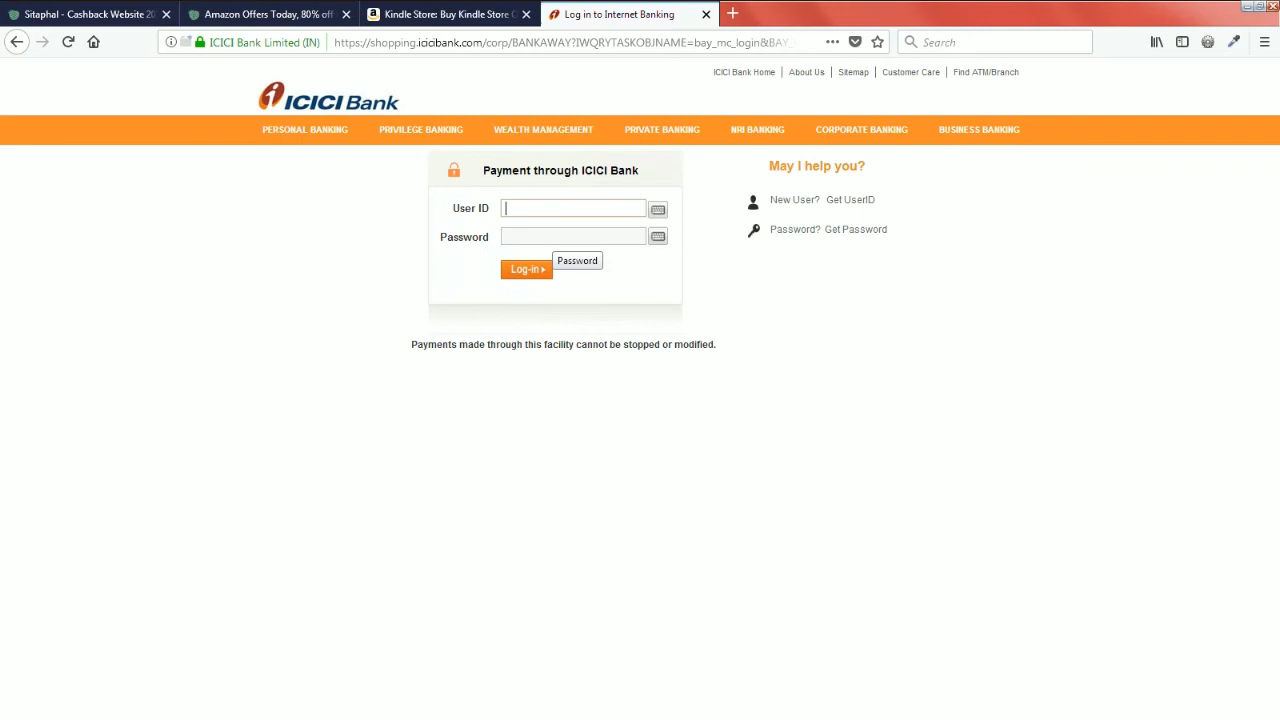 Sitaphal - Cashback Website 20
Amazon Offers Today, 80% off
a Kindle Store: Buy Kindle Store
Log in to Internet Banking
ICICI Bank Limited (IN)
https://shopping.icicibank.com/corp/BANKAWAY?IWQRYTASKOBJNAME=bay_mc_login&BAY_
Search
ICICI Bank Home
About Us
Sitemap
Customer Care
Find ATM/Branch
ICICI Bank
PERSONAL BANKING
PRIVILEGE BANKING
WEALTH MANAGEMENT
PRIVATE BANKING
NRI BANKING
CORPORATE BANKING
BUSINESS BANKING
Payment through ICICI Bank
May I help you?
User ID
New User? Get UserID
Password
Password? Get Password
Password
Log-in
Payments made through this facility cannot be stopped or modified.